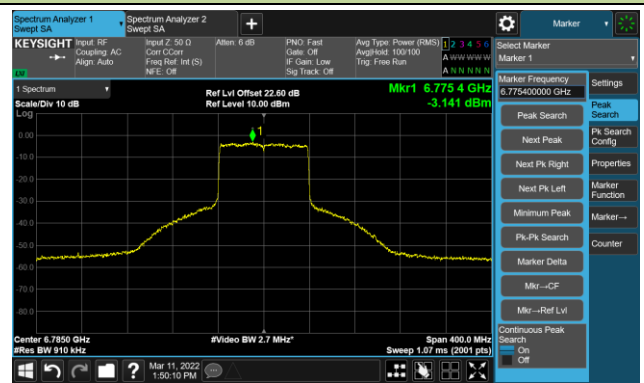 Spectrum Analyzer 1
Swept SA
Spectrum Analyzer 2
Swept SA
+
Marker
KEYSIGHT
Input: RF
Coupling: AC
Align: Auto
Input Z: 50 Ω
Corr CCorr
Freq Ref: Int (S)
NFE: Off
Atten: 6 dB
PNO: Fast
Gate: Off
IF Gain: Low
Sig Track: Off
Avg Type: Power (RMS)
Avg|Hold: 100/100
Trig: Free Run
1 2 3 4 5 6
A W W W W W
A N N N N N
Select Marker
Marker 1
1 Spectrum
Scale/Div 10 dB
Ref Lvl Offset 22.60 dB
Ref Level 10.00 dBm
Mkr1 6.775 4 GHz
-3.141 dBm
Log
0.00
-10.0
-20.0
-30.0
-40.0
-50.0
-60.0
-70.0
-80.0
1
Center 6.7850 GHz
#Res BW 910 kHz
#Video BW 2.7 MHz*
Span 400.0 MHz
Sweep 1.07 ms (2001 pts)
Marker Frequency
6.775400000 GHz
Peak Search
Next Peak
Next Pk Right
Next Pk Left
Minimum Peak
Pk-Pk Search
Marker Delta
Mkr→CF
Mkr→Ref Lvl
Continuous Peak
Search
On
Off
Settings
Peak
Search
Pk Search
Config
Properties
Marker
Function
Marker→
Counter
?
Mar 11, 2022
1:50:10 PM